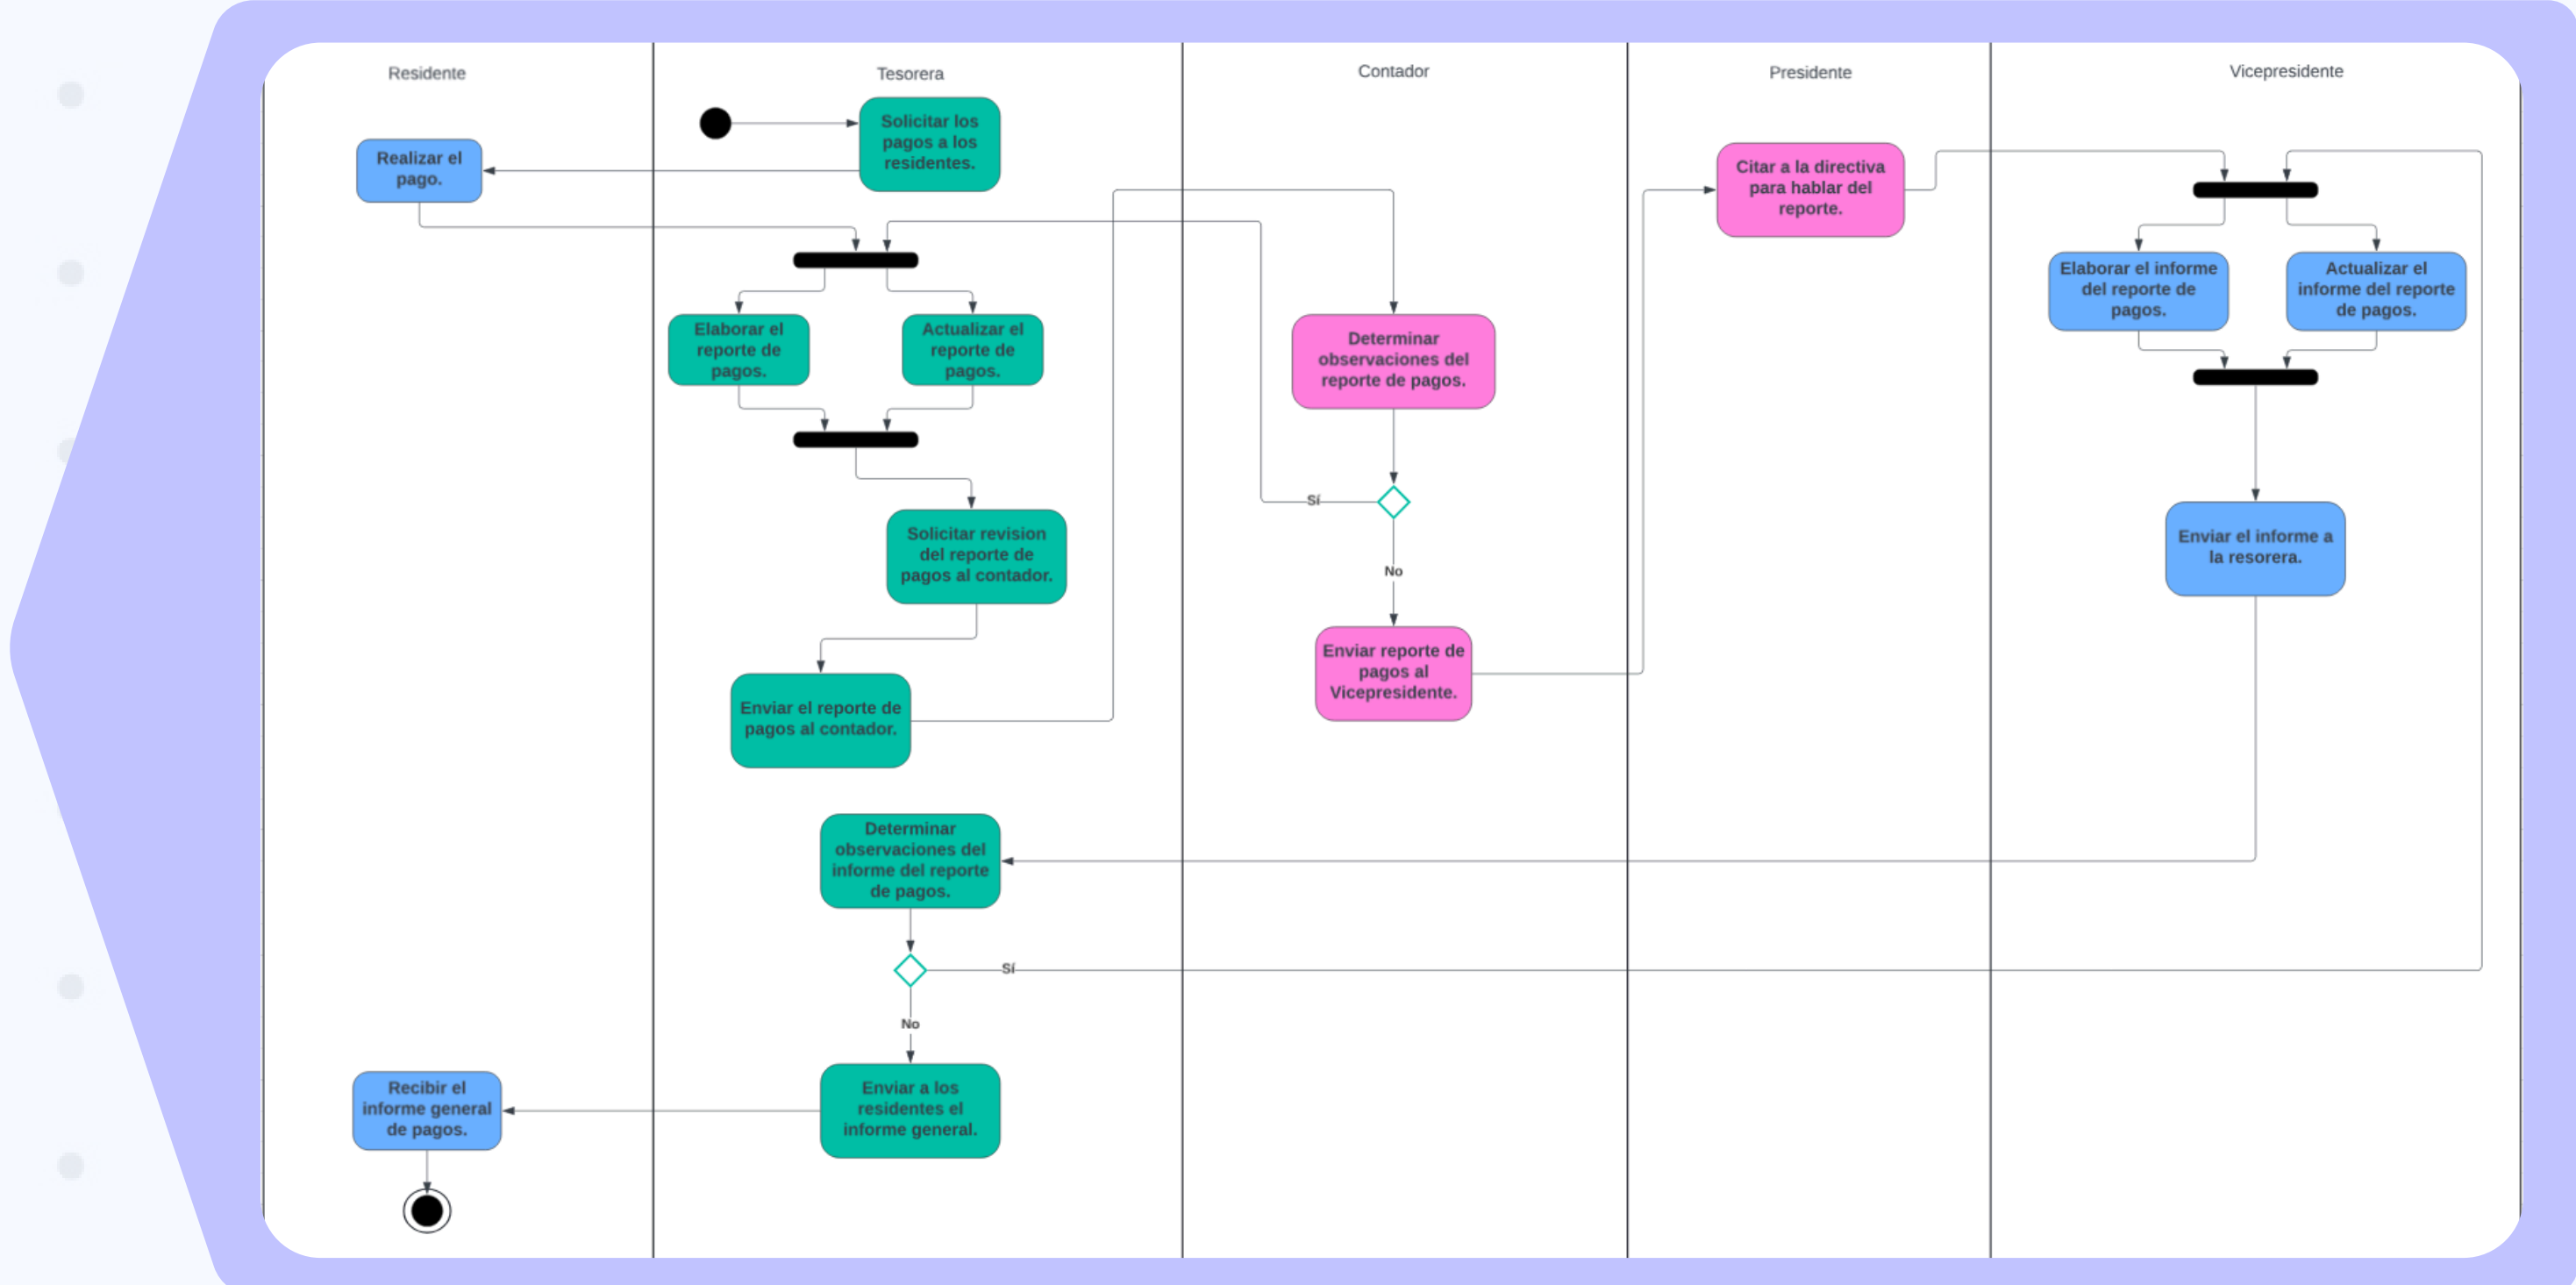 Residente
Tesorera
Contador
Presidente
Vicepresidente
Solicitar los
pagos a los
residentes.
Realizar el
pago.
Citar a la directiva
para hablar del
reporte.
Elaborar el informe
del reporte de
pagos.
Actualizar el
informe del reporte
de pagos.
Elaborar el
reporte de
pagos.
Actualizar el
reporte de
pagos.
Determinar
observaciones del
reporte de pagos.
Sí
No
Solicitar revision
del reporte de
pagos al contador.
Enviar el informe a
la resorera.
Enviar reporte de
pagos al
Vicepresidente.
Enviar el reporte de
pagos al contador.
Determinar
observaciones del
informe del reporte
de pagos.
Sí
No
Enviar a los
residentes el
informe general.
Recibir el
informe general
de pagos.